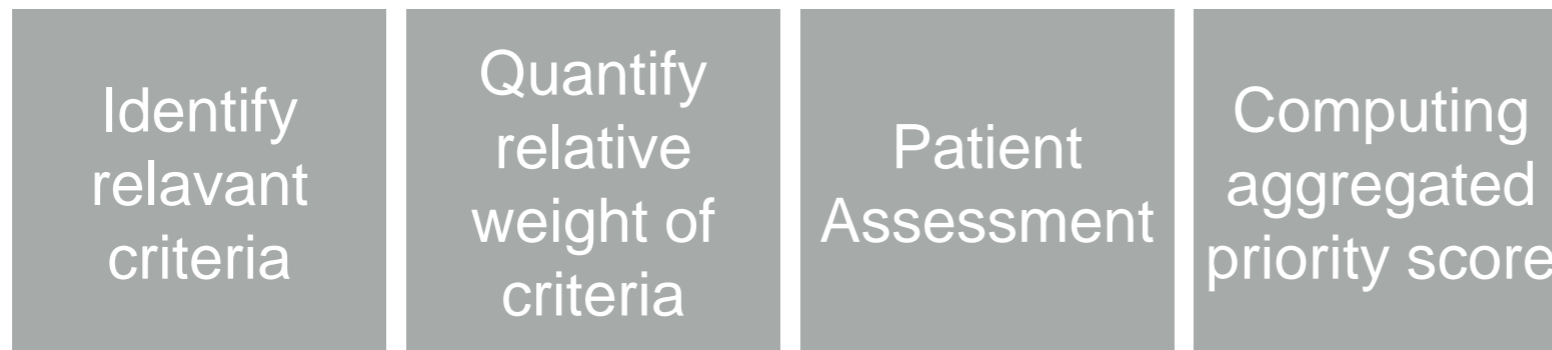 Identify
relavant
criteria
Quantify
relative
weight of
criteria
Patient
Assessment
Computing
aggregated
priority score